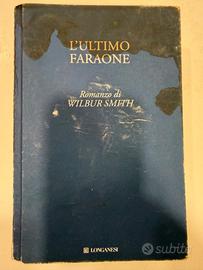 L'ULTIMO
FARAONE
Romanzo di
WILBUR SMITH
LONGANESI
subito